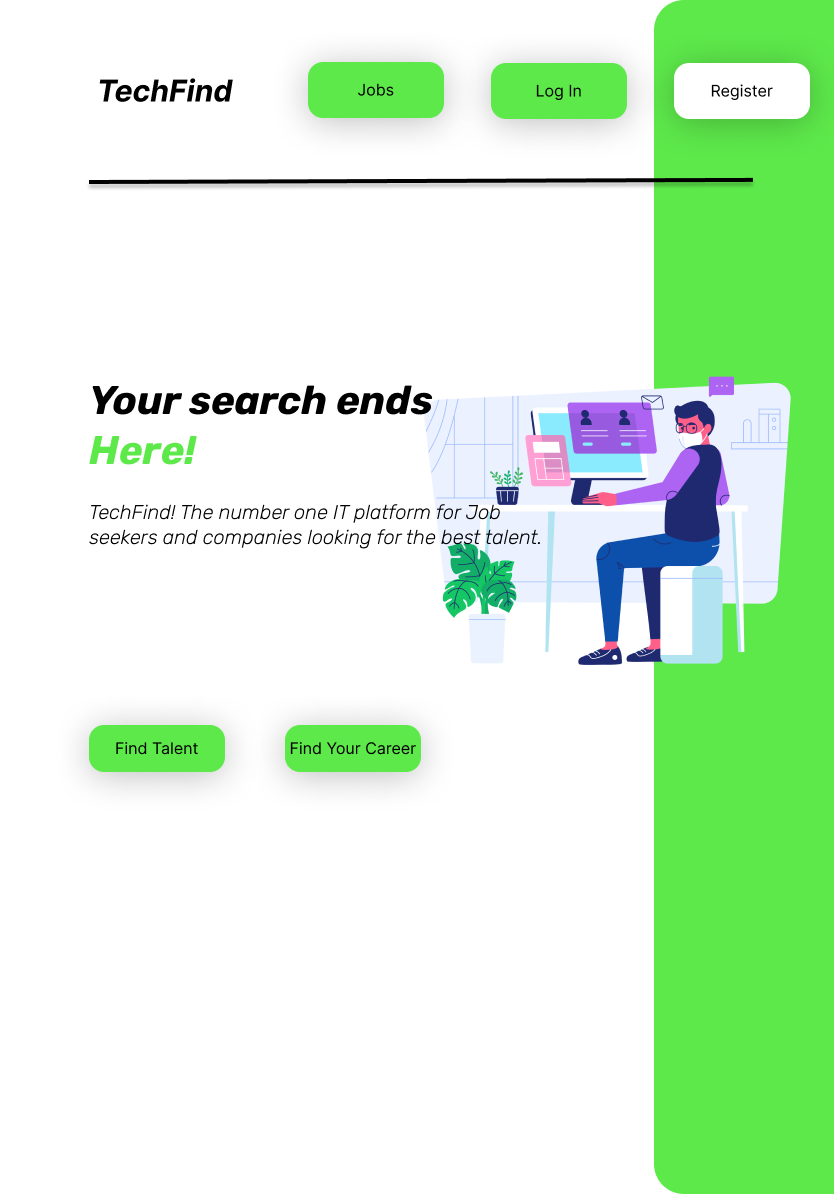 TechFind
Jobs
Log In
Register
Your search ends
Here!
TechFind! The number one IT platform for Job
seekers and companies looking for the best talent.
Find Talent
Find Your Career